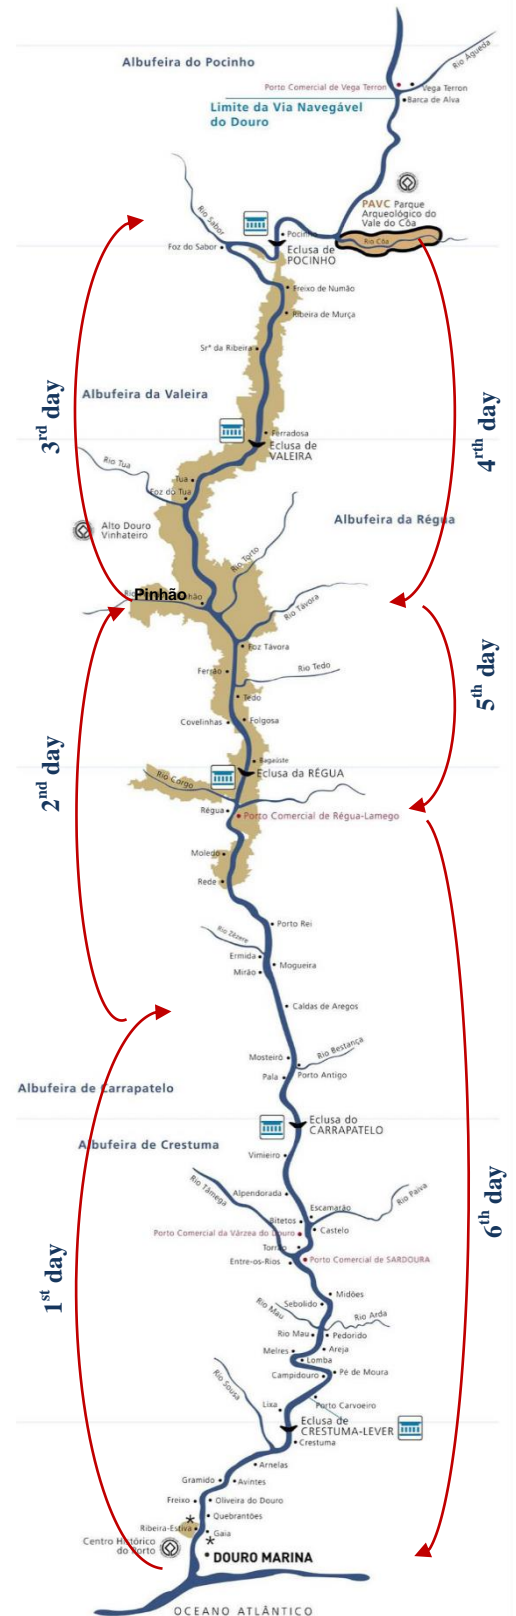 Rio Águeda
Albufeira do Pocinho
Porto Comercial de Vega Terron
Vega Terron
Barca de Alva
Limite da Via Navegável
do Douro
PAVC Parque
Arqueológico do
Vale do Côa
Rio Sabor
Pocinho
Rio Côa
Foz do Sabor
Eclusa de
POCINHO
Freixo de Numão
Ribeira de Murça
Srª da Ribeira
3rd day
4rth day
Albufeira da Valeira
Ferradosa
Eclusa de
VALEIRA
Rio Tua
Tua
Foz do Tua
Alto Douro
Vinhateiro
Albufeira da Régua
Rio Torto
Pinhão
Rio Távora
Foz Távora
5th day
Ferrão
Rio Tedo
Tedo
Covelinhas
Folgosa
2nd day
Bagaúste
Eclusa da RÉGUA
Rio Corgo
Régua
Porto Comercial de Régua-Lamego
Moledo
Rede
Porto Rei
Rio Zêzere
Ermida
Mogueira
Mirão
Caldas de Aregos
Rio Bestança
Mosteirô
Pala
Porto Antigo
Albufeira de Carrapatelo
Eclusa do
CARRAPATELO
Albufeira de Crestuma
Vimieiro
Rio Tâmega
Rio Paiva
Alpendorada
Escamarão
Bitetos
Castelo
Porto Comercial da Várzea do Douro
Torrão
Entre-os-Rios
Porto Comercial de SARDOURA
6th day
1st day
Midões
Sebolido
Rio Mau
Rio Arda
Rio Mau
Pedorido
Melres
Areja
Lomba
Campidouro
Pé de Moura
Rio Sousa
Lixa
Porto Carvoeiro
Eclusa de
CRESTUMA-LEVER
Crestuma
Arnelas
Gramido
Avintes
Freixo
Oliveira do Douro
Quebrantões
*
Ribeira-Estiva
Gaia
*
Centro Histórico
do Porto
DOURO MARINA
OCEANO ATLÂNTICO